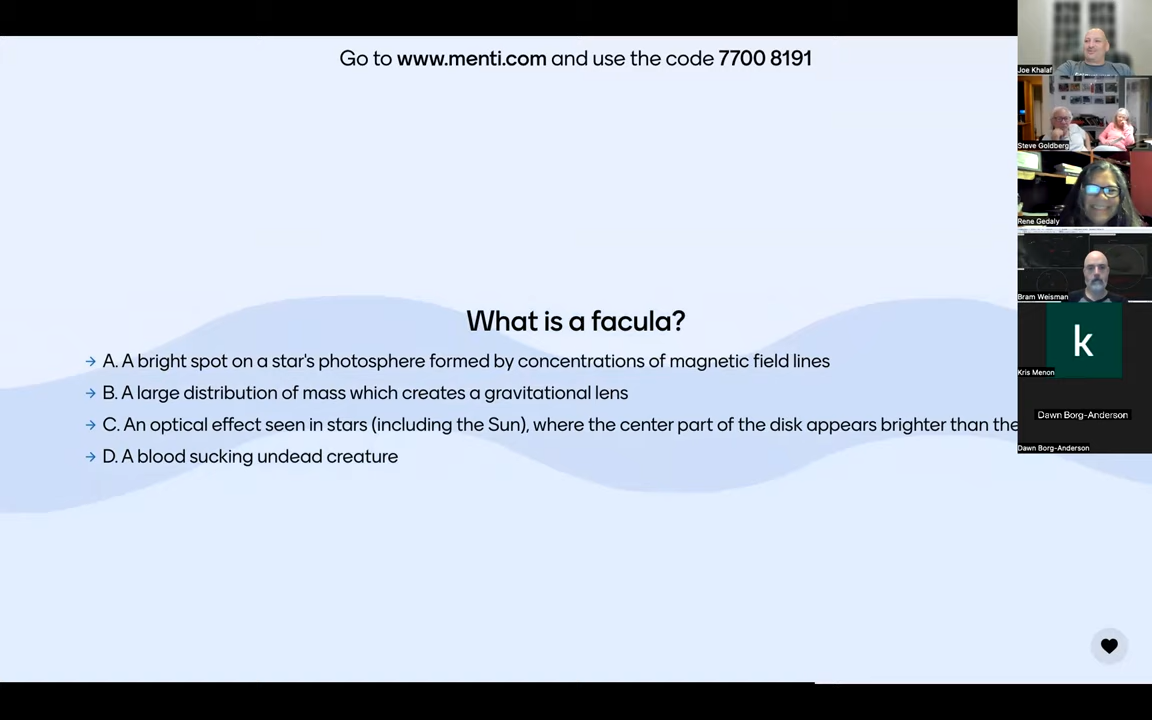 Go to www.menti.com and use the code 7700 8191
What is a facula?
→ A. A bright spot on a star's photosphere formed by concentrations of magnetic field lines
→ B. A large distribution of mass which creates a gravitational lens
→ C. An optical effect seen in stars (including the Sun), where the center part of the disk appears brighter than the
→ D. A blood sucking undead creature
Joe Khalaf
Steve Goldberg
Rene Gedaly
Bram Weisman
k
Kris Menon
Dawn Borg-Anderson
Dawn Borg-Anderson